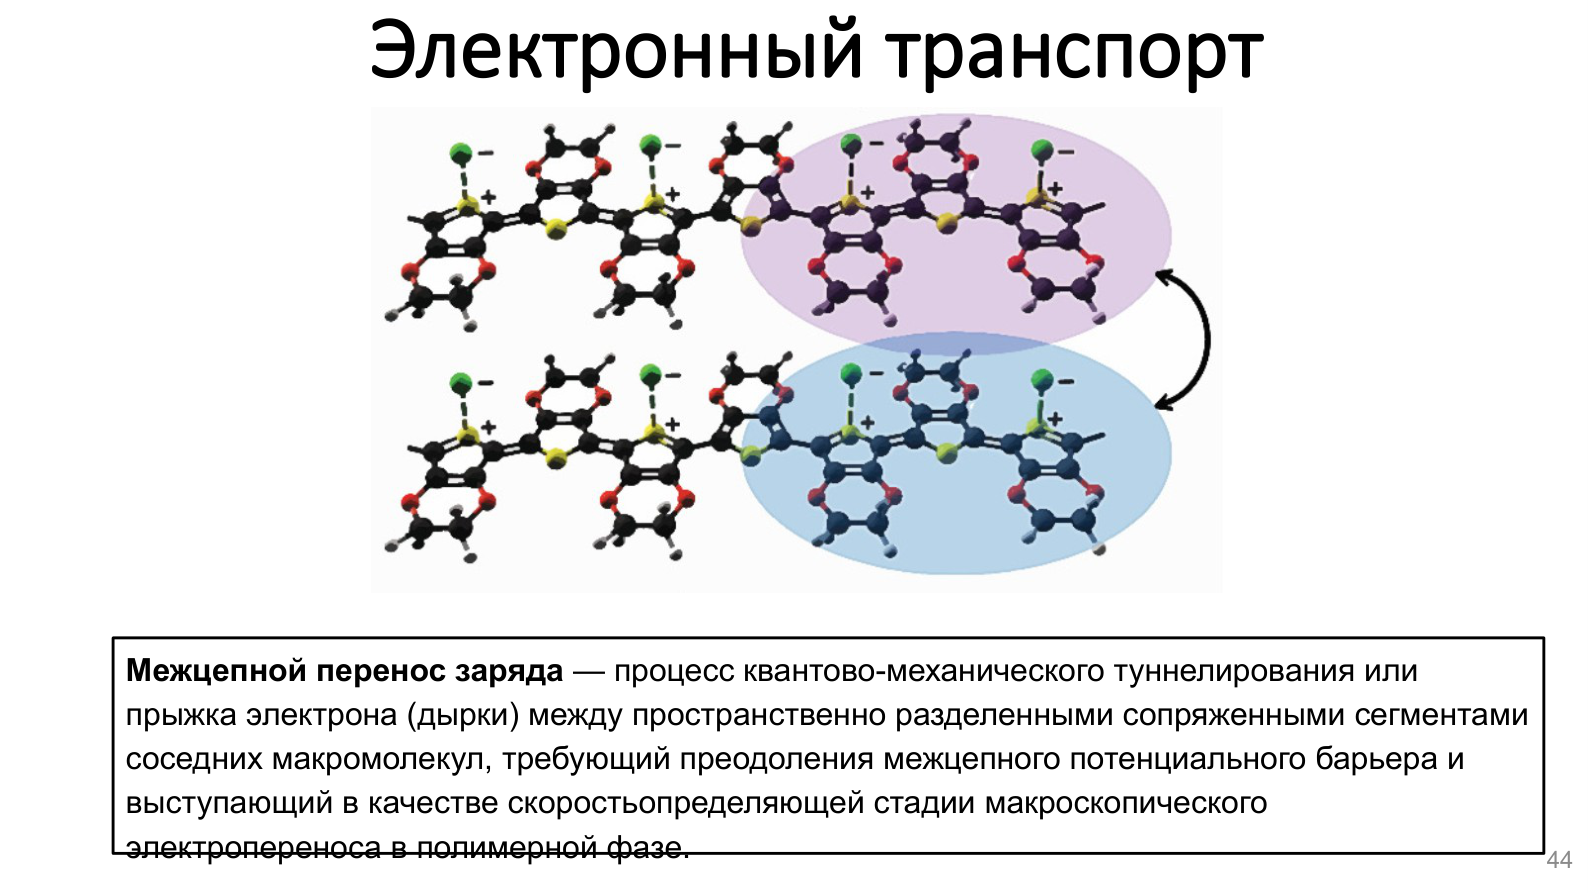 Электронный транспорт
− − − −
+ + + +
− − − −
+ + + +
Межцепной перенос заряда — процесс квантово-механического туннелирования или
прыжка электрона (дырки) между пространственно разделенными сопряженными сегментами
соседних макромолекул, требующий преодоления межцепного потенциального барьера и
выступающий в качестве скоростьопределяющей стадии макроскопического
электропереноса в полимерной фазе.
44